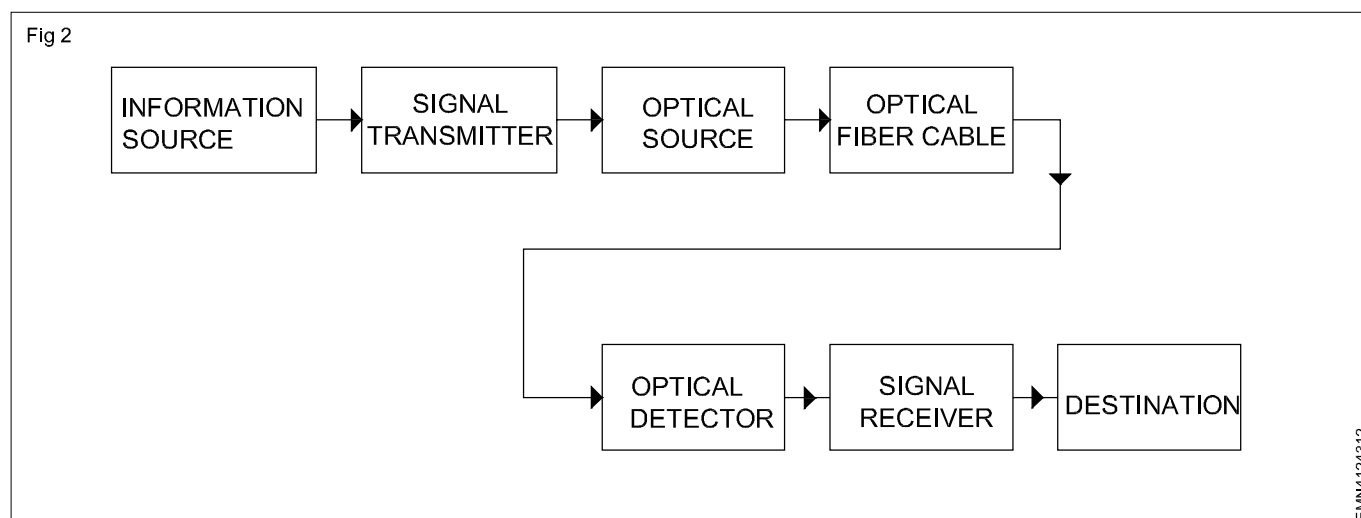 Fig 2
INFORMATION
SOURCE
SIGNAL
TRANSMITTER
OPTICAL
SOURCE
OPTICAL
FIBER CABLE
OPTICAL
DETECTOR
SIGNAL
RECEIVER
DESTINATION